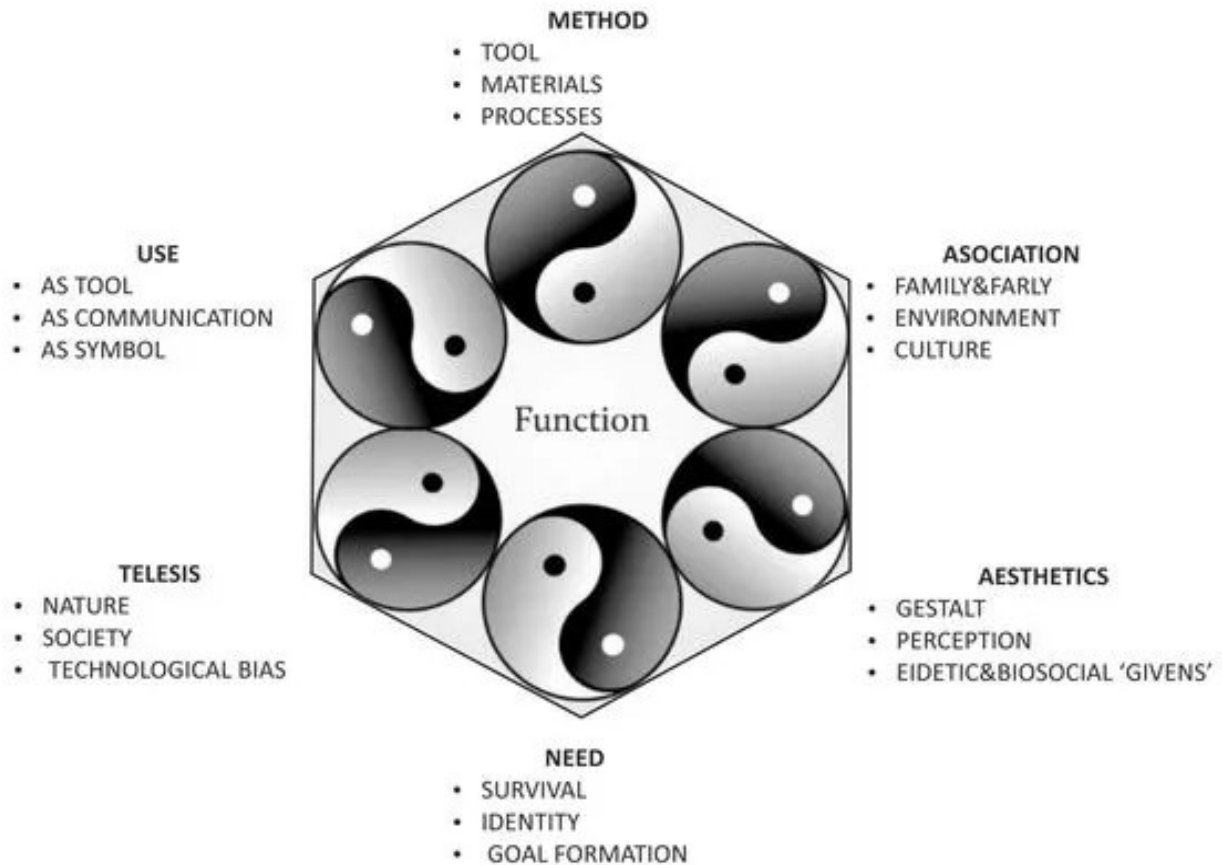 METHOD
• TOOL
• MATERIALS
• PROCESSES
USE
• AS TOOL
• AS COMMUNICATION
• AS SYMBOL
ASOCIATION
• FAMILY&FARLY
• ENVIRONMENT
• CULTURE
Function
TELESIS
• NATURE
• SOCIETY
• TECHNOLOGICAL BIAS
AESTHETICS
• GESTALT
• PERCEPTION
• EIDETIC&BIOSOCIAL ‘GIVENS’
NEED
• SURVIVAL
• IDENTITY
• GOAL FORMATION